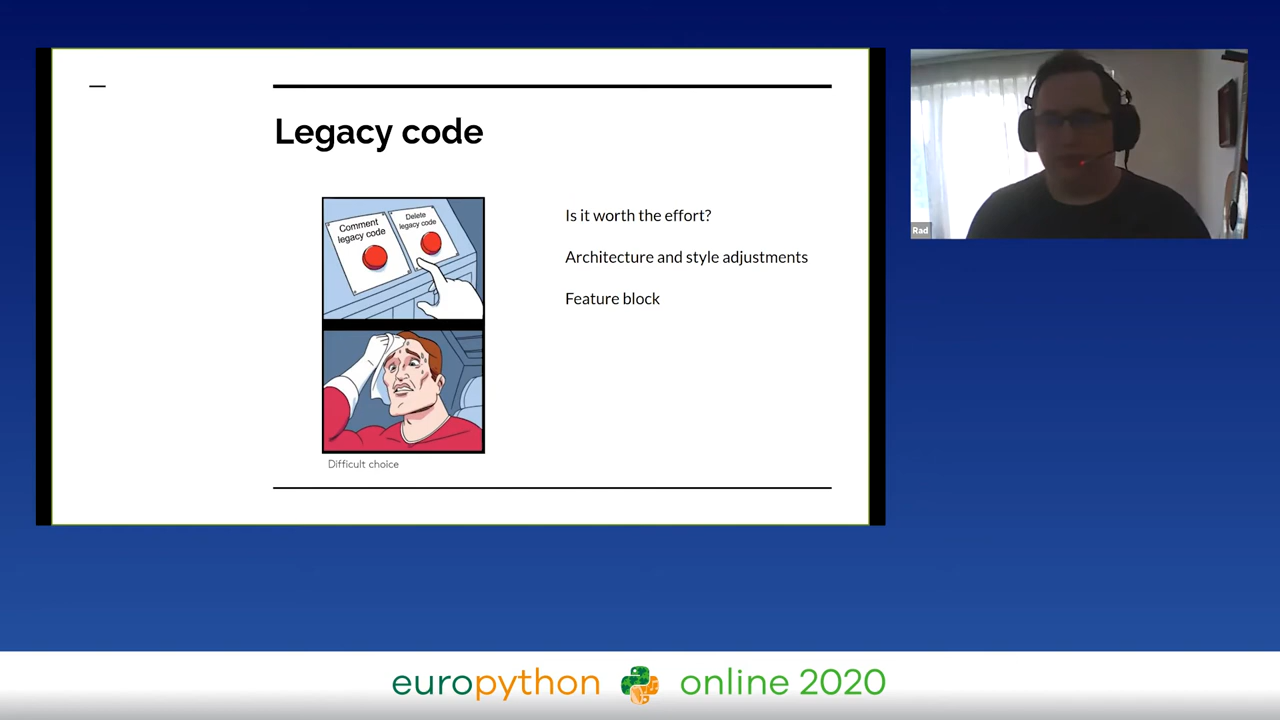 Legacy code
Comment
legacy code
Delete
legacy code
Difficult choice
Is it worth the effort?
Architecture and style adjustments
Feature block
Rad
europython online 2020